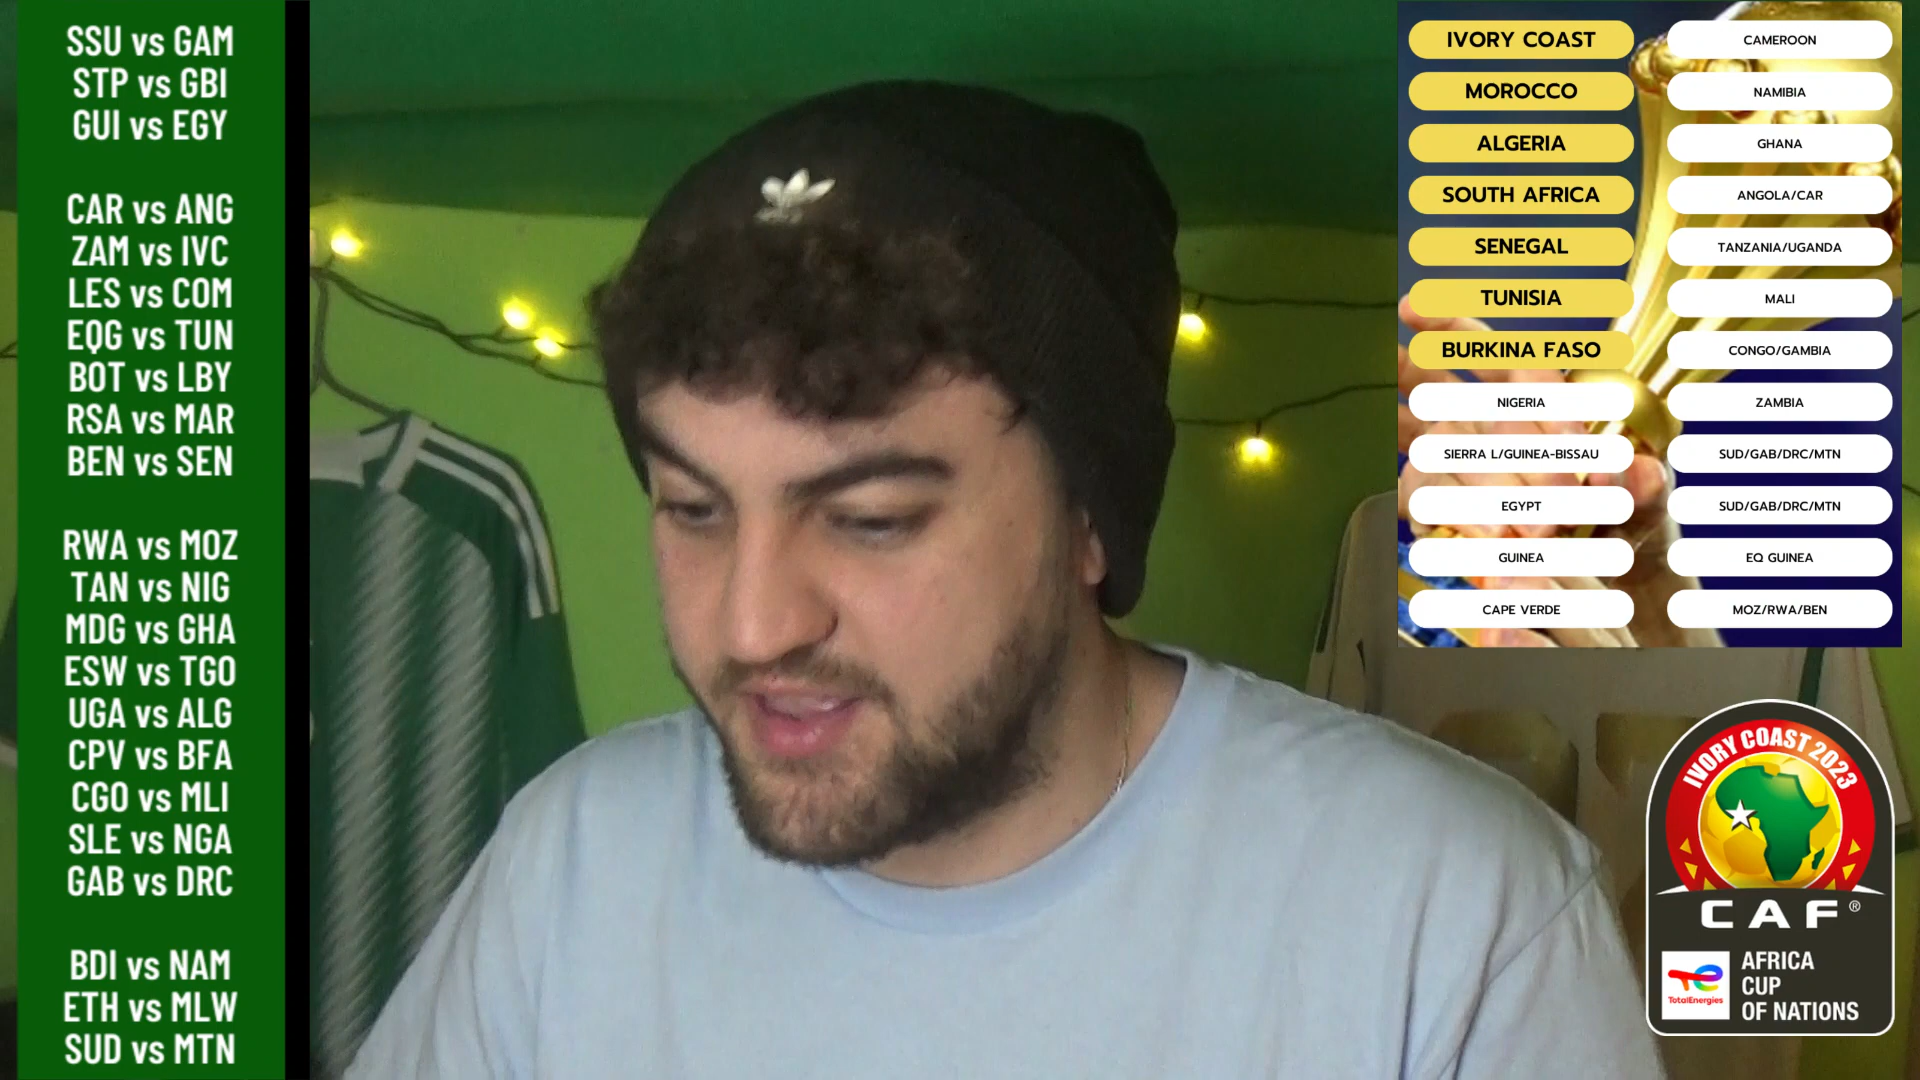 SSU vs GAM
STP vs GBI
GUI vs EGY
CAR vs ANG
ZAM vs IVC
LES vs COM
EQG vs TUN
BOT vs LBY
RSA vs MAR
BEN vs SEN
RWA vs MOZ
TAN vs NIG
MDG vs GHA
ESW vs TGO
UGA vs ALG
CPV vs BFA
CGO vs MLI
SLE vs NGA
GAB vs DRC
BDI vs NAM
ETH vs MLW
SUD vs MTN
IVORY COAST
CAMEROON
MOROCCO
NAMIBIA
ALGERIA
GHANA
SOUTH AFRICA
ANGOLA/CAR
SENEGAL
TANZANIA/UGANDA
TUNISIA
MALI
BURKINA FASO
CONGO/GAMBIA
NIGERIA
ZAMBIA
SIERRA L/GUINEA-BISSAU
SUD/GAB/DRC/MTN
EGYPT
SUD/GAB/DRC/MTN
GUINEA
EQ GUINEA
CAPE VERDE
MOZ/RWA/BEN
IVORY COAST 2023
CAF®
TotalEnergies
AFRICA
CUP
OF NATIONS